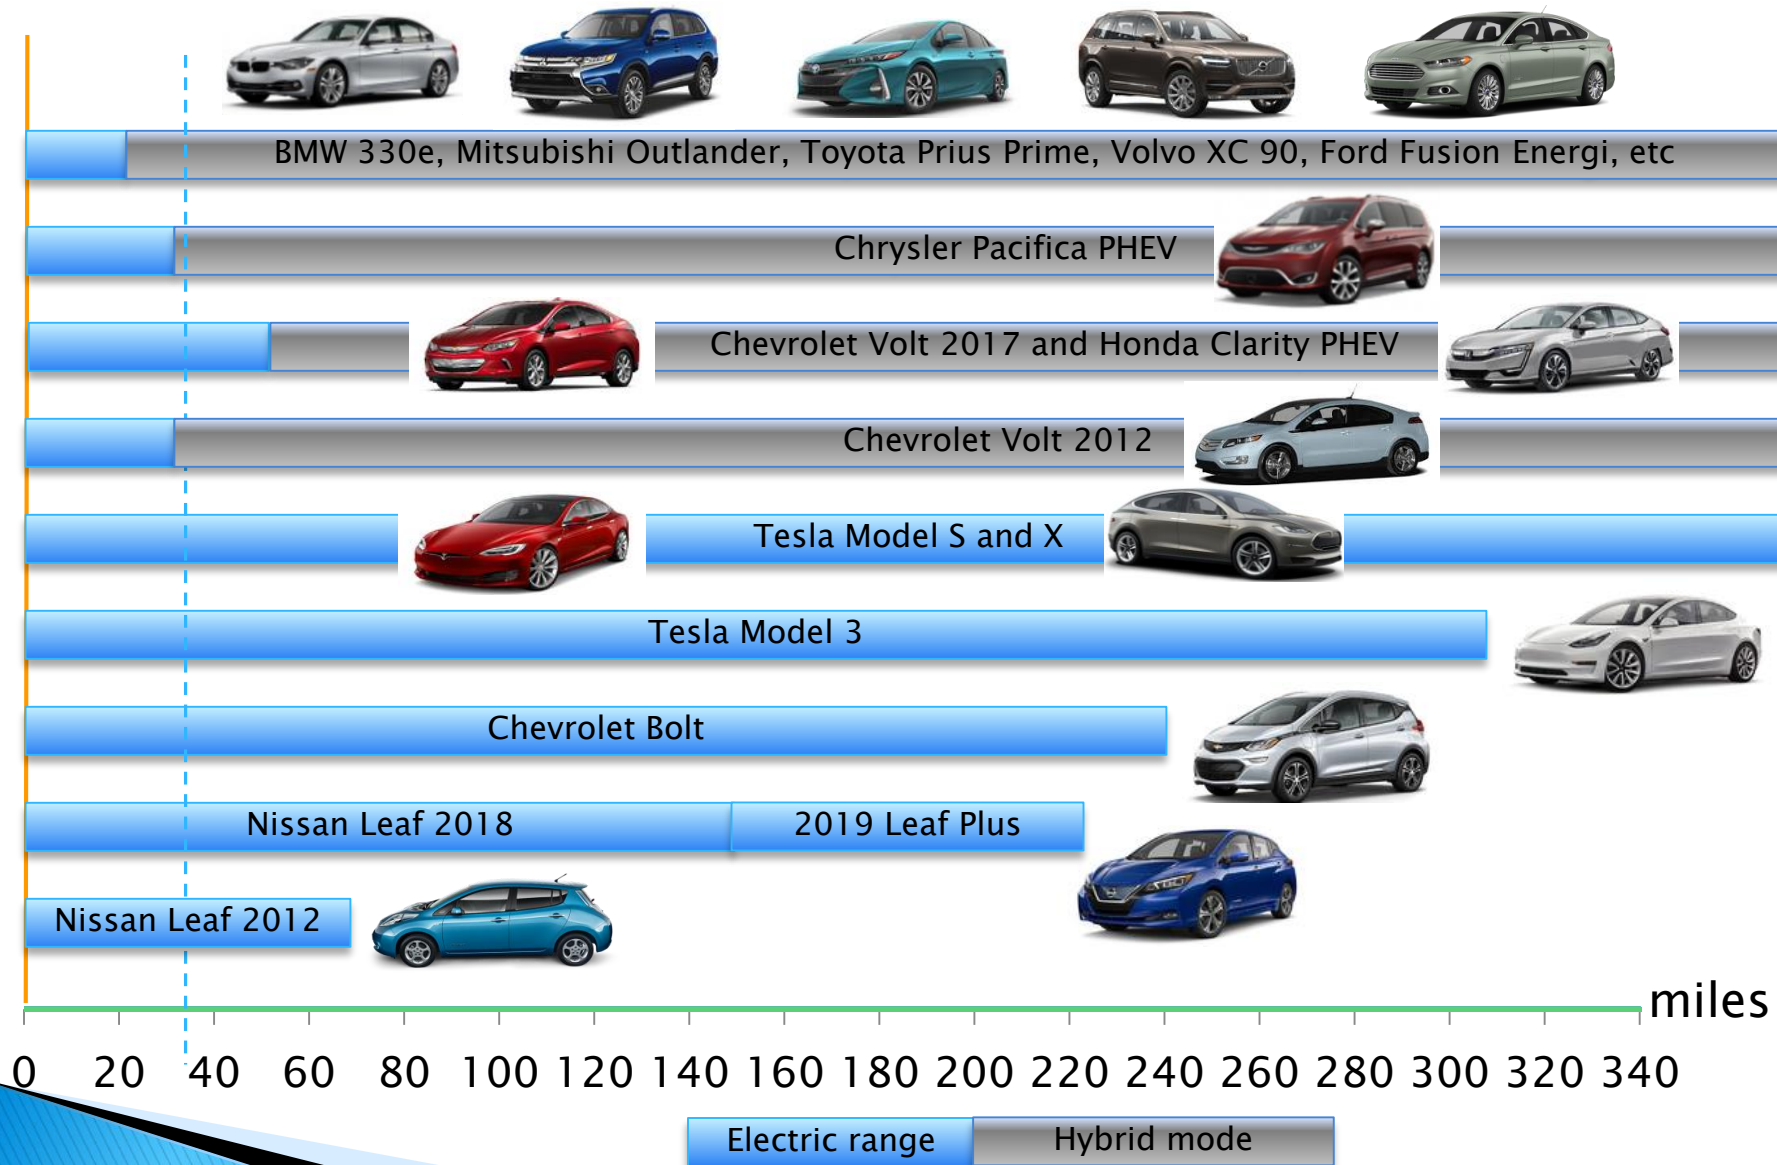 BMW 330e, Mitsubishi Outlander, Toyota Prius Prime, Volvo XC 90, Ford Fusion Energi, etc
Chrysler Pacifica PHEV
Chevrolet Volt 2017 and Honda Clarity PHEV
Chevrolet Volt 2012
Tesla Model S and X
Tesla Model 3
Chevrolet Bolt
Nissan Leaf 2018 2019 Leaf Plus
Nissan Leaf 2012
miles
0 20 40 60 80 100 120 140 160 180 200 220 240 260 280 300 320 340
Electric range Hybrid mode